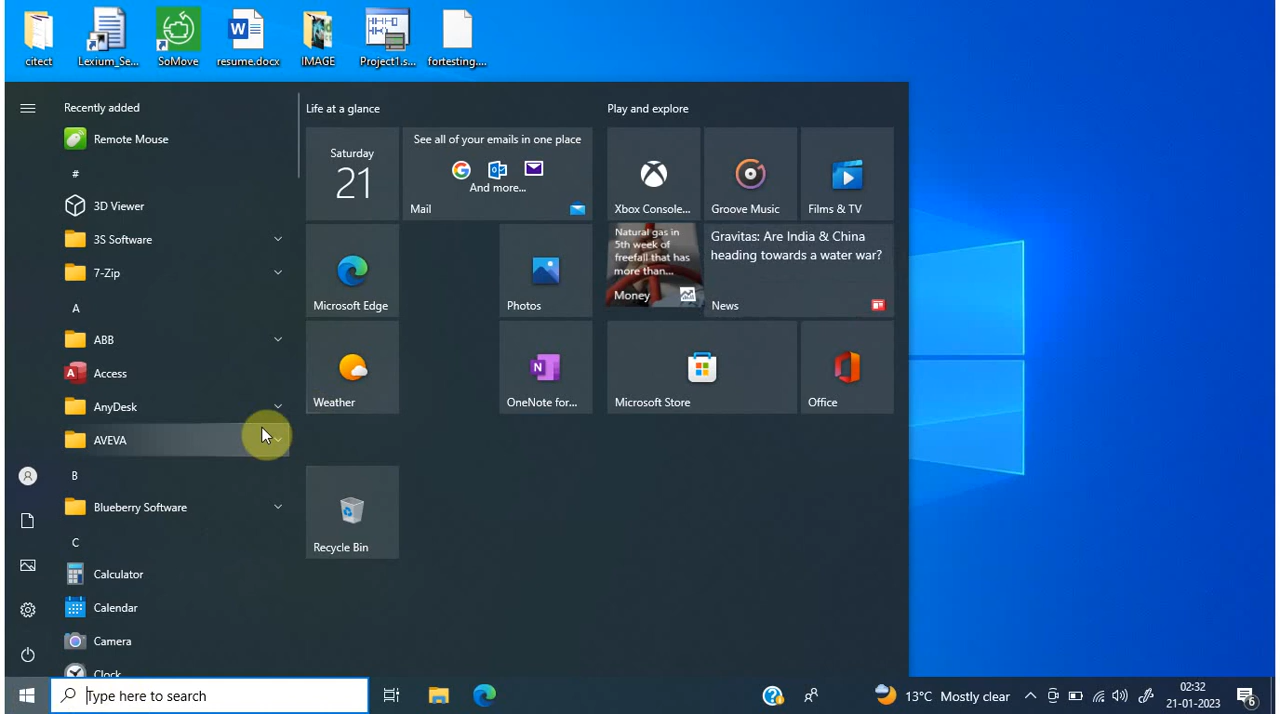 citect
Lexium_Se...
SoMove
resume.docx
IMAGE
Project1.s...
fortesting....
Recently added
Remote Mouse
#
3D Viewer
3S Software
7-Zip
A
ABB
Access
AnyDesk
AVEVA
B
Blueberry Software
C
Calculator
Calendar
Camera
Clock
Life at a glance
Saturday
21
See all of your emails in one place
And more...
Mail
Microsoft Edge
Photos
Weather
OneNote for...
Recycle Bin
Play and explore
Xbox Console...
Groove Music
Films & TV
Natural gas in
5th week of
freefall that has
more than...
Money
Gravitas: Are India & China
heading towards a water war?
News
Microsoft Store
Office
Type here to search
13°C Mostly clear
02:32
21-01-2023
6